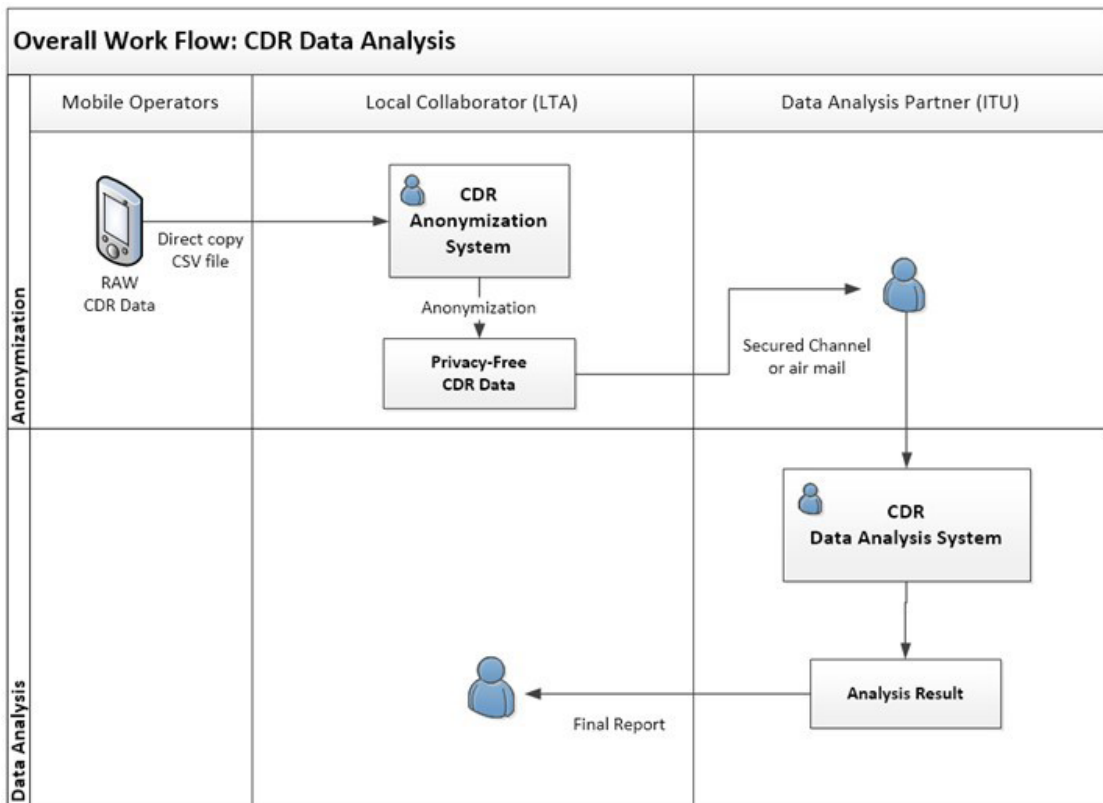 Overall Work Flow: CDR Data Analysis
Mobile Operators
Local Collaborator (LTA)
Data Analysis Partner (ITU)
Anonymization
RAW
CDR Data
Direct copy
CSV file
CDR
Anonymization
System
Anonymization
Privacy-Free
CDR Data
Secured Channel
or air mail
Data Analysis
CDR
Data Analysis System
Analysis Result
Final Report